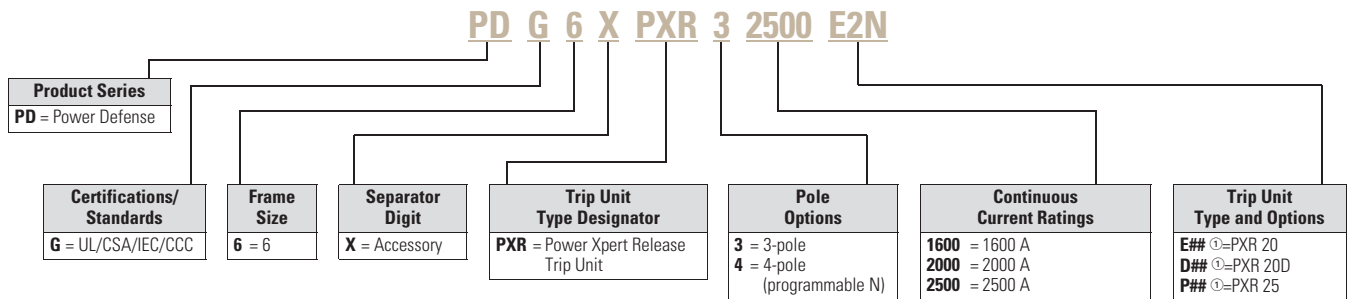 PD G 6 X PXR 3 2500 E2N
Product Series
PD = Power Defense
Certifications/
Standards
G = UL/CSA/IEC/CCC
Frame
Size
6 = 6
Separator
Digit
X = Accessory
Trip Unit
Type Designator
PXR = Power Xpert Release
Trip Unit
Pole
Options
3 = 3-pole
4 = 4-pole
(programmable N)
Continuous
Current Ratings
1600 = 1600 A
2000 = 2000 A
2500 = 2500 A
Trip Unit
Type and Options
E## ①=PXR 20
D## ①=PXR 20D
P## ①=PXR 25